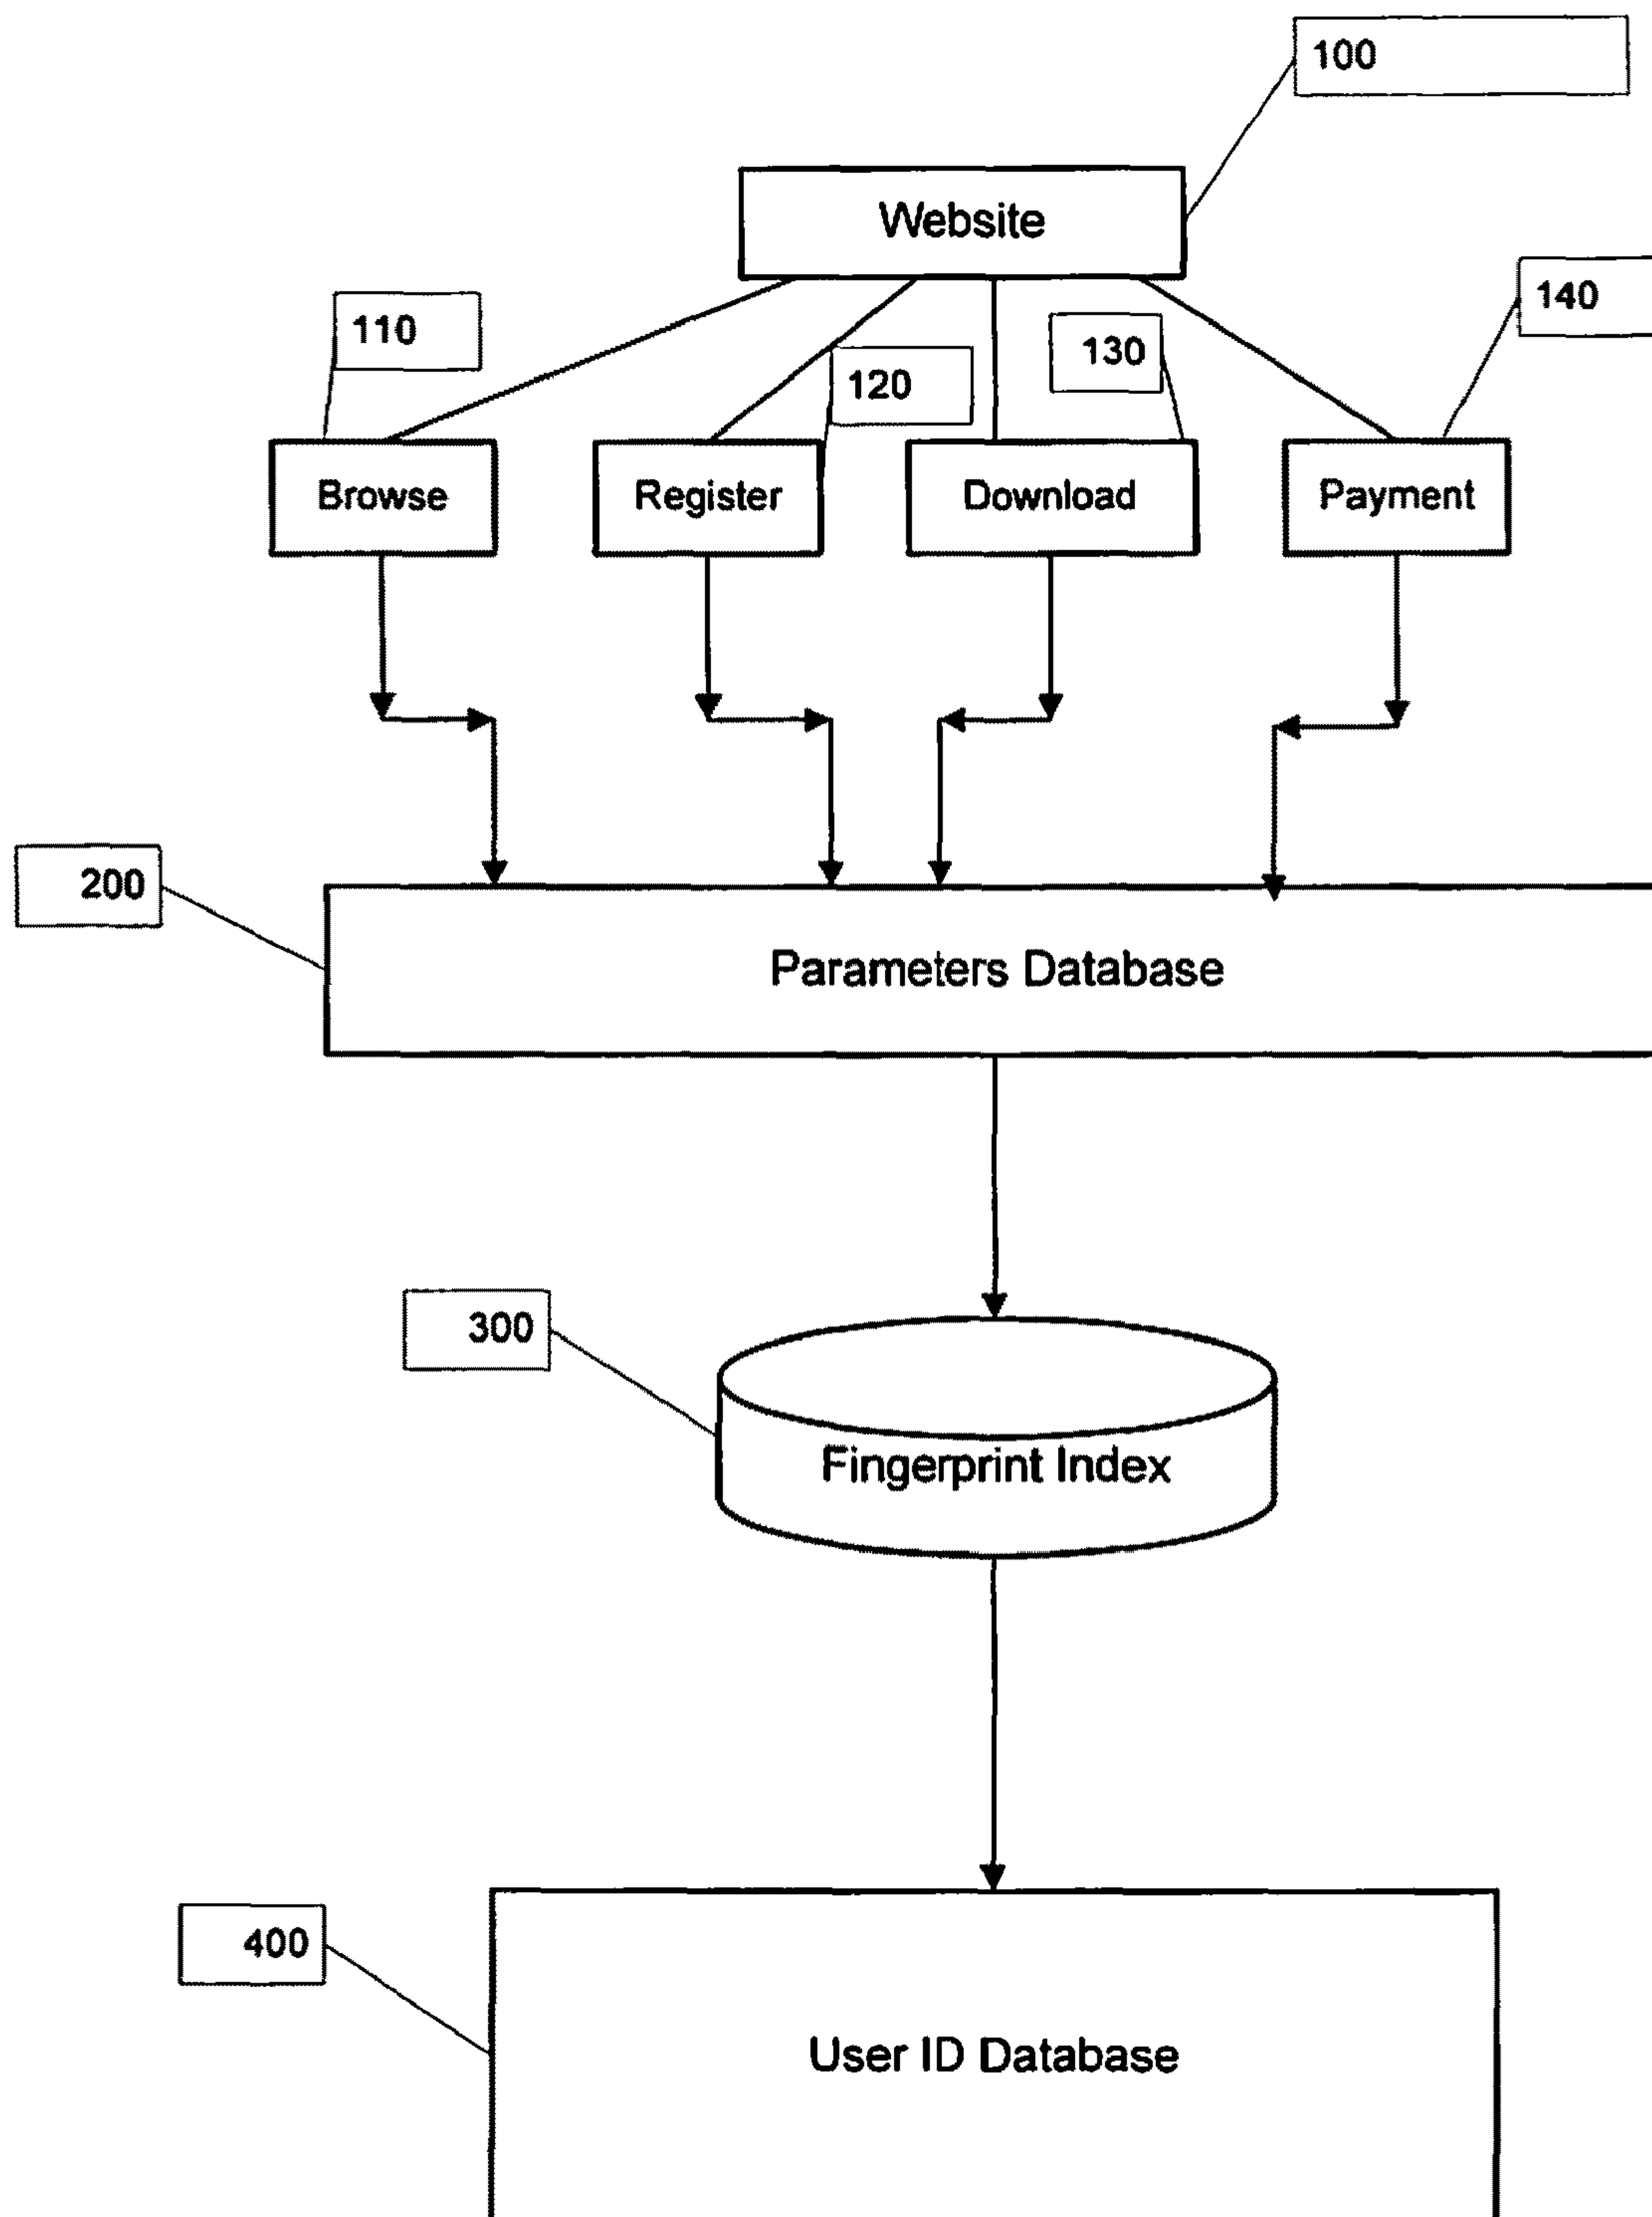 100
Website
140
110
130
120
Browse
Register
Download
Payment
200
Parameters Database
300
Fingerprint Index
400
User ID Database